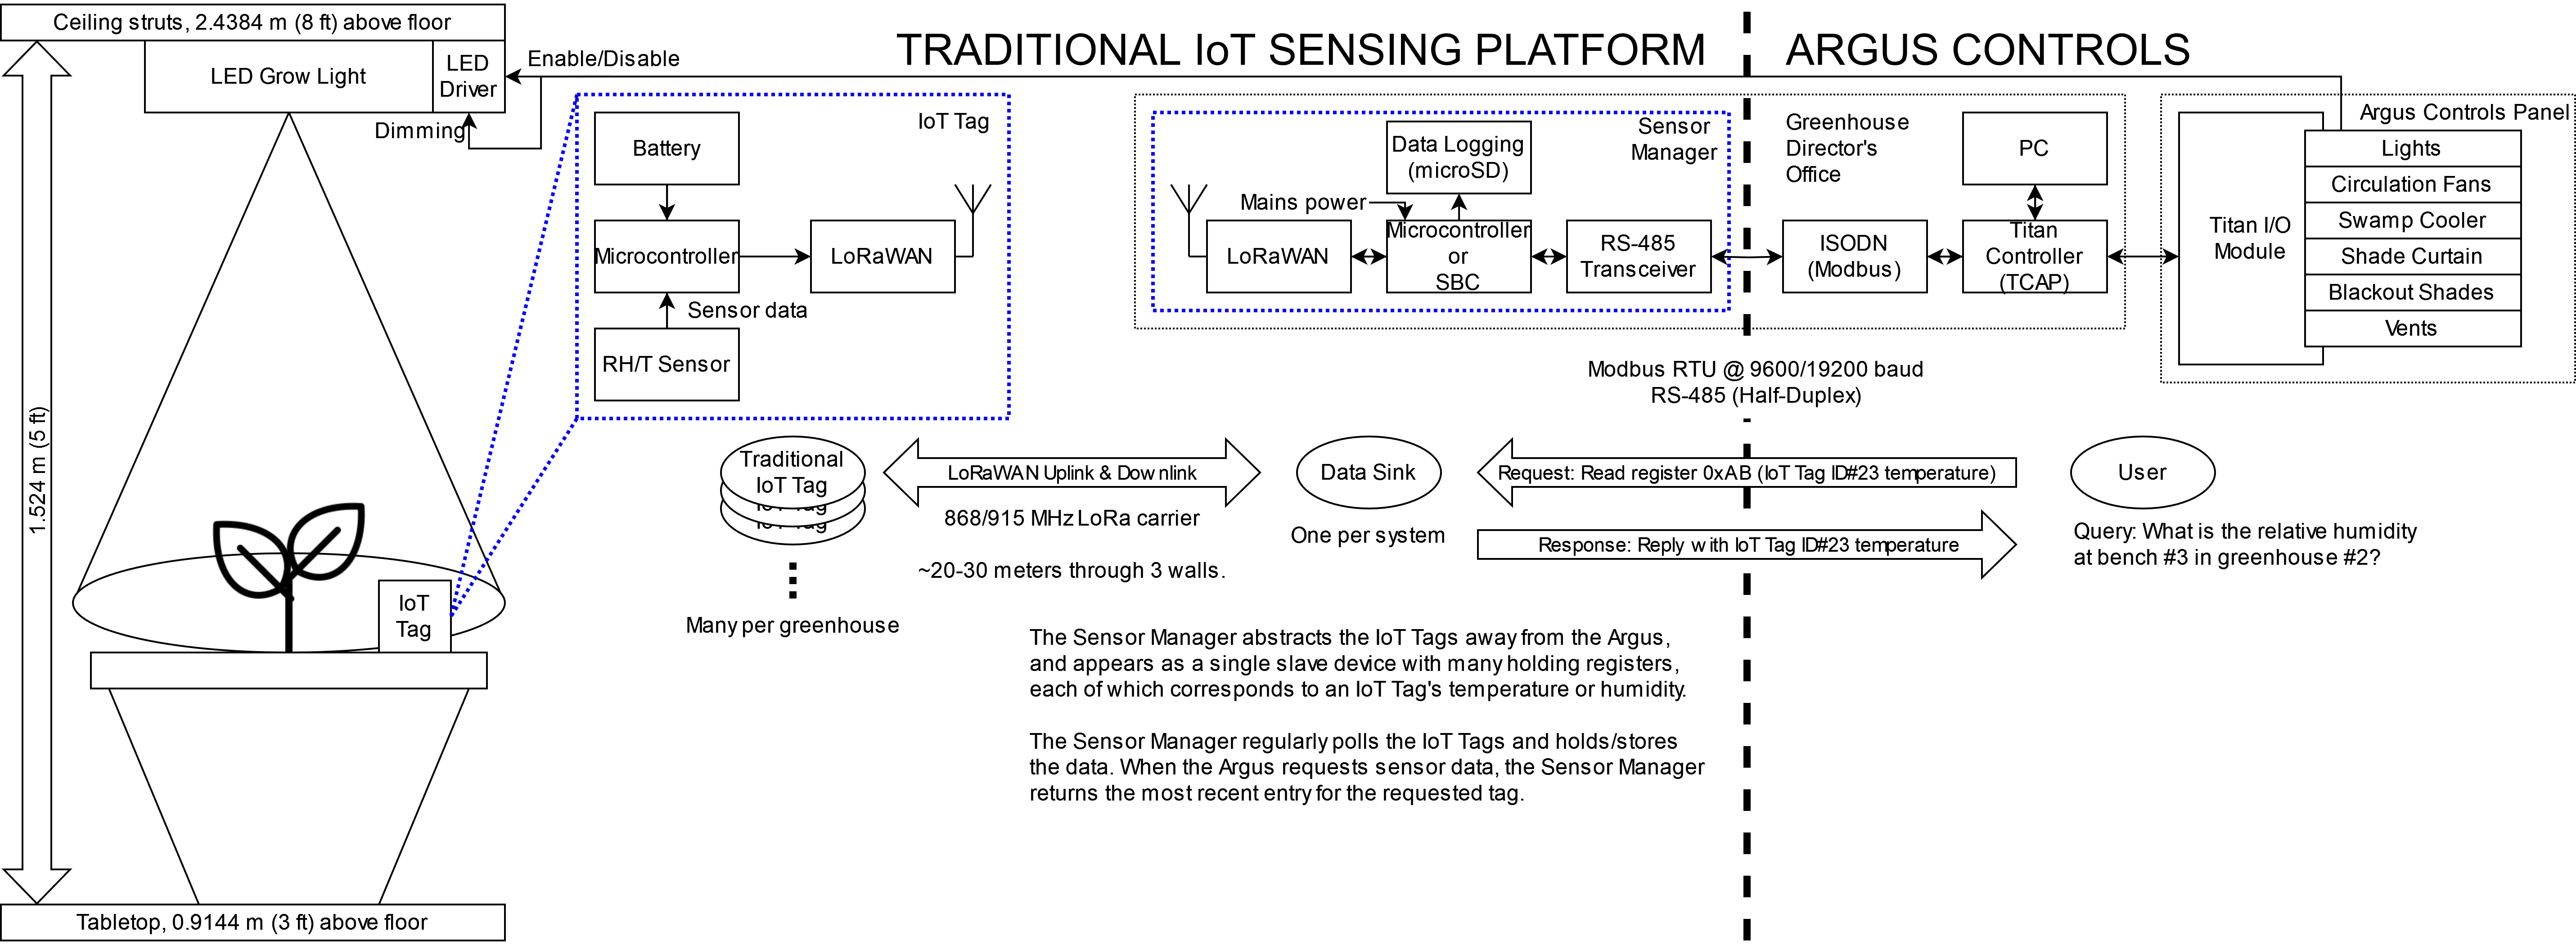 Ceiling struts, 2.4384 m (8 ft) above floor
LED Grow Light
LED
Driver
Enable/Disable
Dimming
1.524 m (5 ft)
IoT
Tag
Tabletop, 0.9144 m (3 ft) above floor
TRADITIONAL IoT SENSING PLATFORM
ARGUS CONTROLS
IoT Tag
Battery
Microcontroller
LoRaWAN
Sensor data
RH/T Sensor
Sensor
Manager
Data Logging
(microSD)
Mains power
LoRaWAN
Microcontroller
or
SBC
RS-485
Transceiver
Greenhouse
Director's
Office
PC
ISODN
(Modbus)
Titan
Controller
(TCAP)
Argus Controls Panel
Titan I/O
Module
Lights
Circulation Fans
Swamp Cooler
Shade Curtain
Blackout Shades
Vents
Modbus RTU @ 9600/19200 baud
RS-485 (Half-Duplex)
Traditional
IoT Tag
IoT Tag
IoT Tag
Many per greenhouse
LoRaWAN Uplink & Downlink
868/915 MHz LoRa carrier
~20-30 meters through 3 walls.
Data Sink
One per system
Request: Read register 0xAB (IoT Tag ID#23 temperature)
Response: Reply with IoT Tag ID#23 temperature
User
Query: What is the relative humidity
at bench #3 in greenhouse #2?
The Sensor Manager abstracts the IoT Tags away from the Argus,
and appears as a single slave device with many holding registers,
each of which corresponds to an IoT Tag's temperature or humidity.
The Sensor Manager regularly polls the IoT Tags and holds/stores
the data. When the Argus requests sensor data, the Sensor Manager
returns the most recent entry for the requested tag.